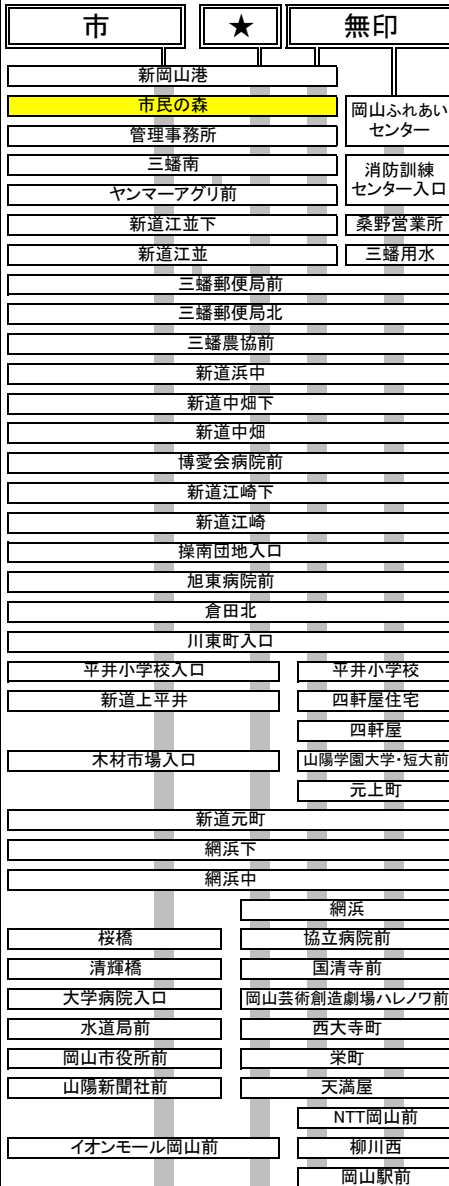 市 ★ 無印
新岡山港
市民の森 岡山ふれあい
センター
管理事務所
三蟠南 消防訓練
センター入口
ヤンマーアグリ前
新道江並下 桑野営業所
新道江並 三蟠用水
三蟠郵便局前
三蟠郵便局北
三蟠農協前
新道浜中
新道中畑下
新道中畑
博愛会病院前
新道江崎下
新道江崎
操南団地入口
旭東病院前
倉田北
川東町入口
平井小学校入口 平井小学校
新道上平井 四軒屋住宅
四軒屋
木材市場入口 山陽学園大学・短大前
元上町
新道元町
網浜下
網浜中
網浜
桜橋 協立病院前
清輝橋 国清寺前
大学病院入口 岡山芸術創造劇場ハレノワ前
水道局前 西大寺町
岡山市役所前 栄町
山陽新聞社前 天満屋
NTT岡山前
イオンモール岡山前 柳川西
岡山駅前